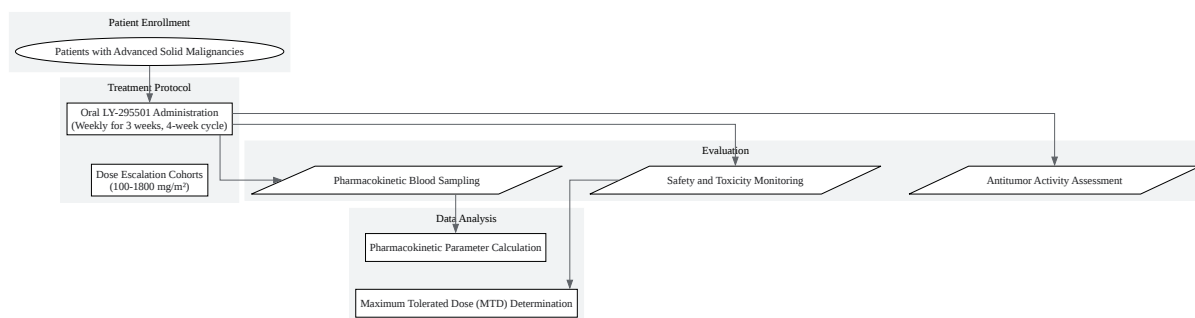 Patient Enrollment
Patients with Advanced Solid Malignancies
Treatment Protocol
Oral LY-295501 Administration
(Weekly for 3 weeks, 4-week cycle)
Dose Escalation Cohorts
(100-1800 mg/m²)
Evaluation
Pharmacokinetic Blood Sampling
Safety and Toxicity Monitoring
Antitumor Activity Assessment
Data Analysis
Pharmacokinetic Parameter Calculation
Maximum Tolerated Dose (MTD) Determination